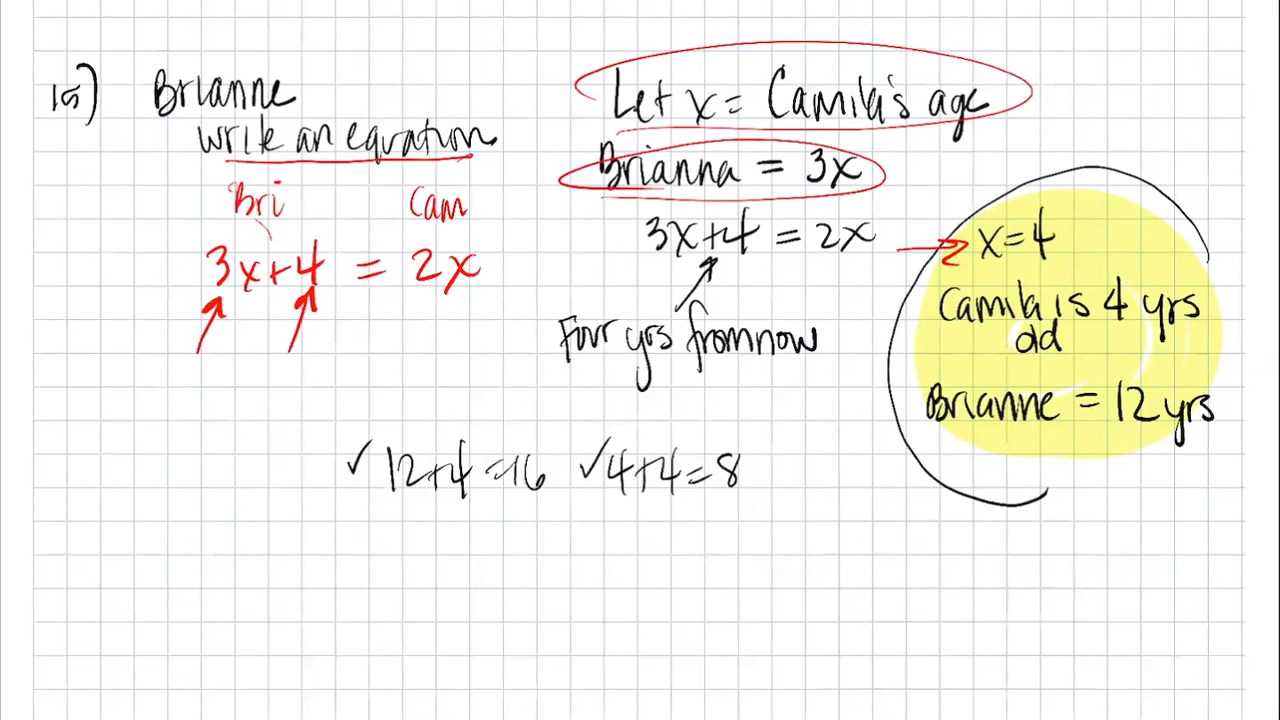 15) Brianne
write an equation
Bri Cam
3x+4 = 2x
Let x = Camila's age
Brianna = 3x
3x+4 = 2x
Four yrs from now
x=4
Camila is 4 yrs
old
Brianne = 12 yrs
✓12+4=16 ✓4+4=8